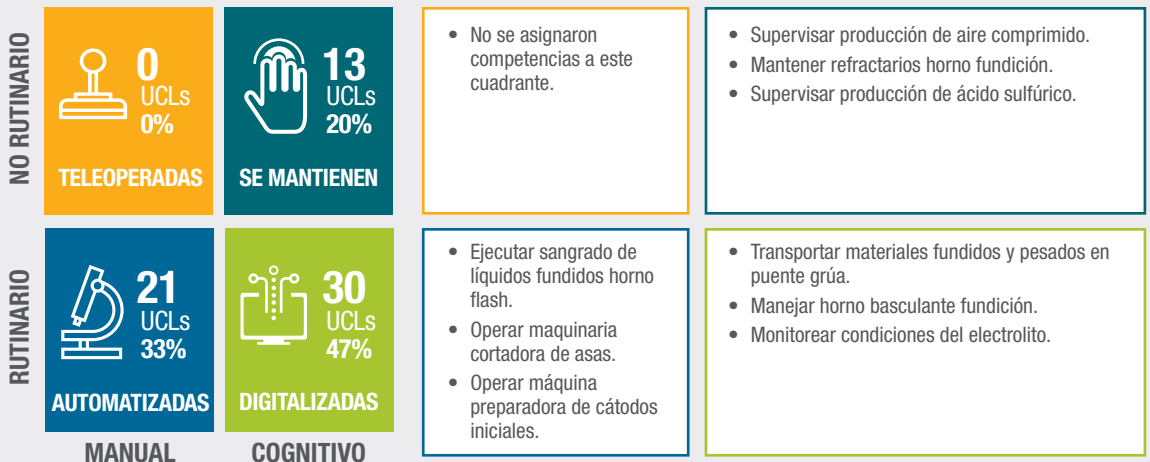 NO RUTINARIO
0
UCLs
0%
TELEOPERADAS
13
UCLs
20%
SE MANTIENEN
• No se asignaron
competencias a este
cuadrante.
• Supervisar producción de aire comprimido.
• Mantener refractarios horno fundición.
• Supervisar producción de ácido sulfúrico.
RUTINARIO
21
UCLs
33%
AUTOMATIZADAS
30
UCLs
47%
DIGITALIZADAS
• Ejecutar sangrado de
líquidos fundidos horno
flash.
• Operar maquinaria
cortadora de asas.
• Operar máquina
preparadora de cátodos
iniciales.
• Transportar materiales fundidos y pesados en
puente grúa.
• Manejar horno basculante fundición.
• Monitorear condiciones del electrolito.
MANUAL
COGNITIVO